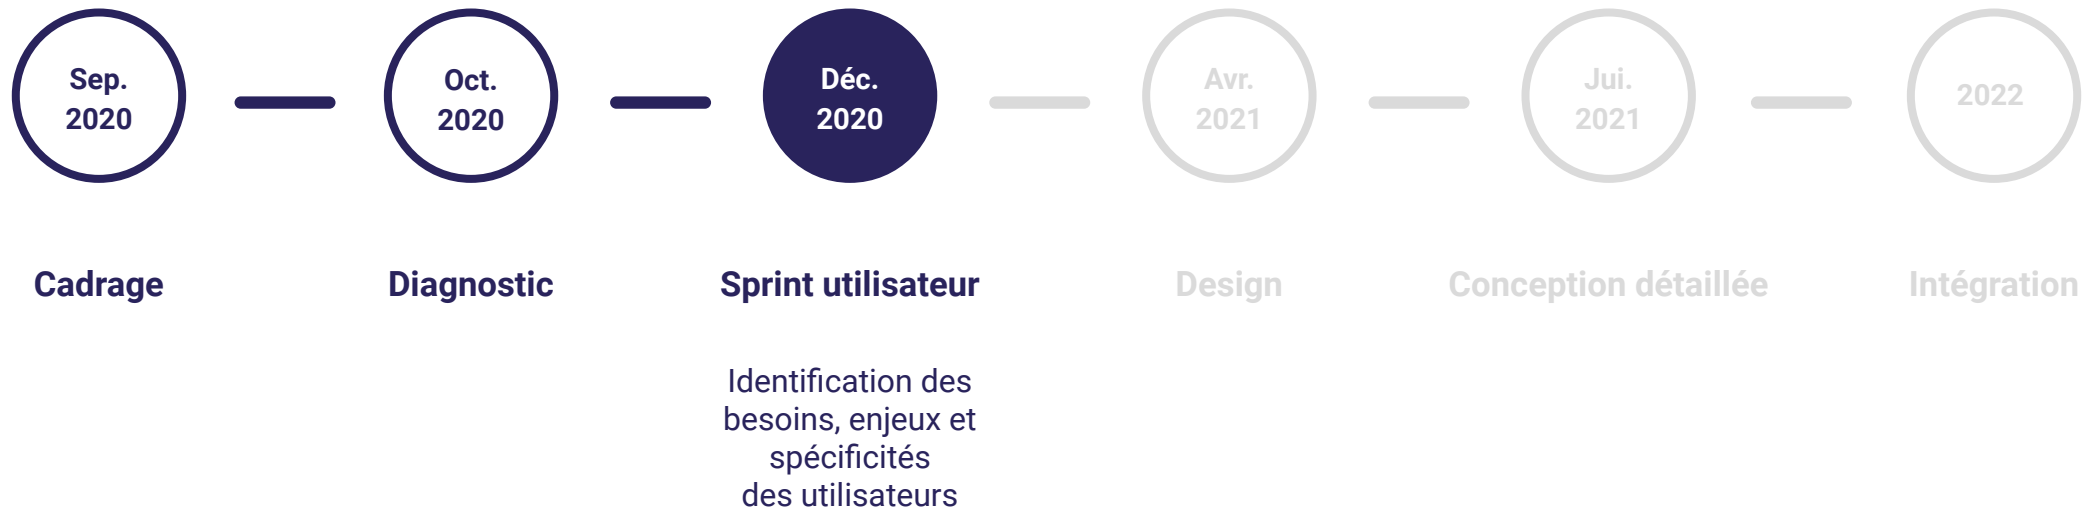 Sep.
2020
Oct.
2020
Déc.
2020
Avr.
2021
Jui.
2021
2022
Cadrage
Diagnostic
Sprint utilisateur
Design
Conception détaillée
Intégration
Identification des
besoins, enjeux et
spécificités
des utilisateurs